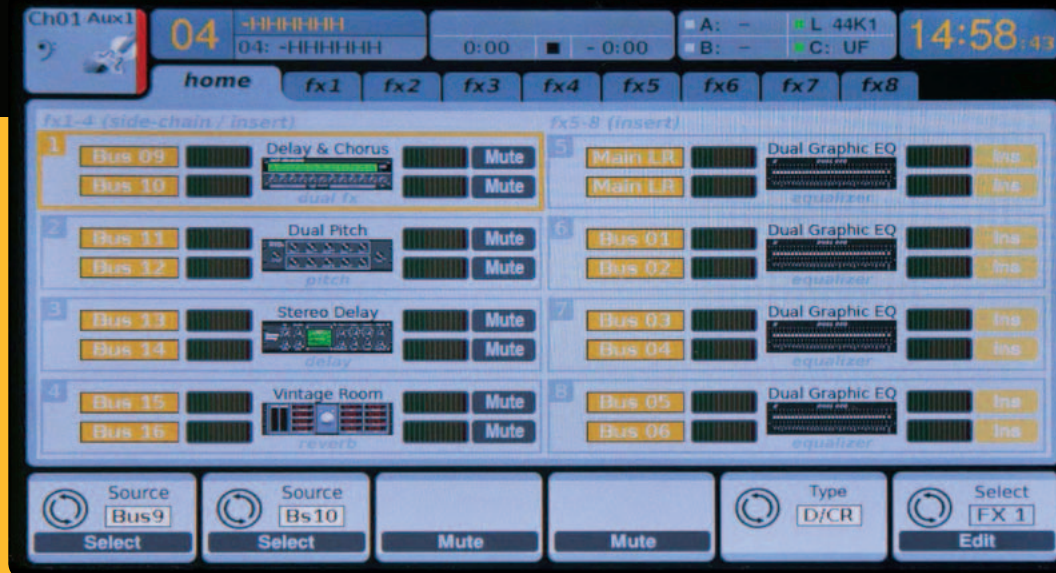 Ch01 Aux1
04
-HHHHHH
04: -HHHHHH
0:00 - 0:00
A: -
B: -
L 44K1
C: UF
14:58:43
home fx1 fx2 fx3 fx4 fx5 fx6 fx7 fx8
fx1-4 (side-chain / insert)
1
Bus 09 Delay & Chorus Mute
Bus 10 Mute
dual fx
2
Bus 11 Dual Pitch Mute
Bus 12 Mute
pitch
3
Bus 13 Stereo Delay Mute
Bus 14 Mute
delay
4
Bus 15 Vintage Room Mute
Bus 16 Mute
reverb
fx5-8 (insert)
5
Main LR Dual Graphic EQ Ins
Main LR Ins
equalizer
6
Bus 01 Dual Graphic EQ Ins
Bus 02 Ins
equalizer
7
Bus 03 Dual Graphic EQ Ins
Bus 04 Ins
equalizer
8
Bus 05 Dual Graphic EQ Ins
Bus 06 Ins
equalizer
Source
Bus9
Select
Source
Bs10
Select
Mute
Mute
Type
D/CR
Select
FX 1
Edit